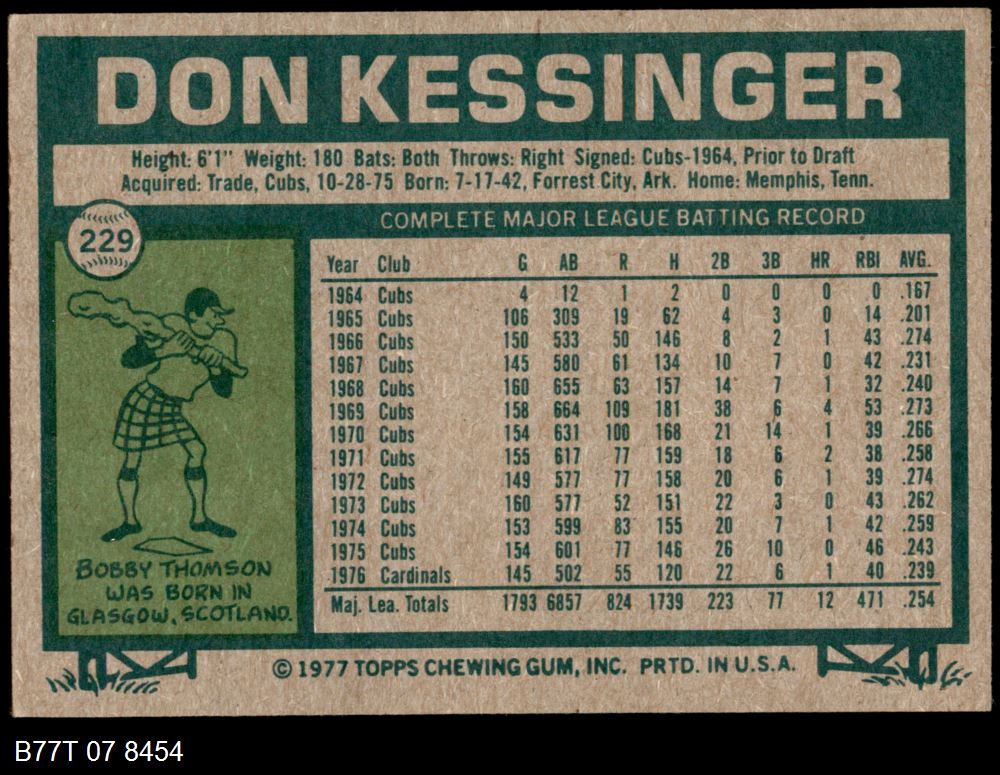 DON KESSINGER
Height: 6'1" Weight: 180 Bats: Both Throws: Right Signed: Cubs-1964, Prior to Draft
Acquired: Trade, Cubs, 10-28-75 Born: 7-17-42, Forrest City, Ark. Home: Memphis, Tenn.
229
COMPLETE MAJOR LEAGUE BATTING RECORD
Year Club G AB R H 2B 3B HR RBI AVG.
1964 Cubs 4 12 1 2 0 0 0 0 .167
1965 Cubs 106 309 19 62 4 3 0 14 .201
1966 Cubs 150 533 50 146 8 2 1 43 .274
1967 Cubs 145 580 61 134 10 7 0 42 .231
1968 Cubs 160 655 63 157 14 7 1 32 .240
1969 Cubs 158 664 109 181 38 6 4 53 .273
1970 Cubs 154 631 100 168 21 14 1 39 .266
1971 Cubs 155 617 77 159 18 6 2 38 .258
1972 Cubs 149 577 77 158 20 6 1 39 .274
1973 Cubs 160 577 52 151 22 3 0 43 .262
1974 Cubs 153 599 83 155 20 7 1 42 .259
1975 Cubs 154 601 77 146 26 10 0 46 .243
1976 Cardinals 145 502 55 120 22 6 1 40 .239
Maj. Lea. Totals 1793 6857 824 1739 223 77 12 471 .254
BOBBY THOMSON
WAS BORN IN
GLASGOW, SCOTLAND.
© 1977 TOPPS CHEWING GUM, INC. PRTD. IN U.S.A.
B77T 07 8454